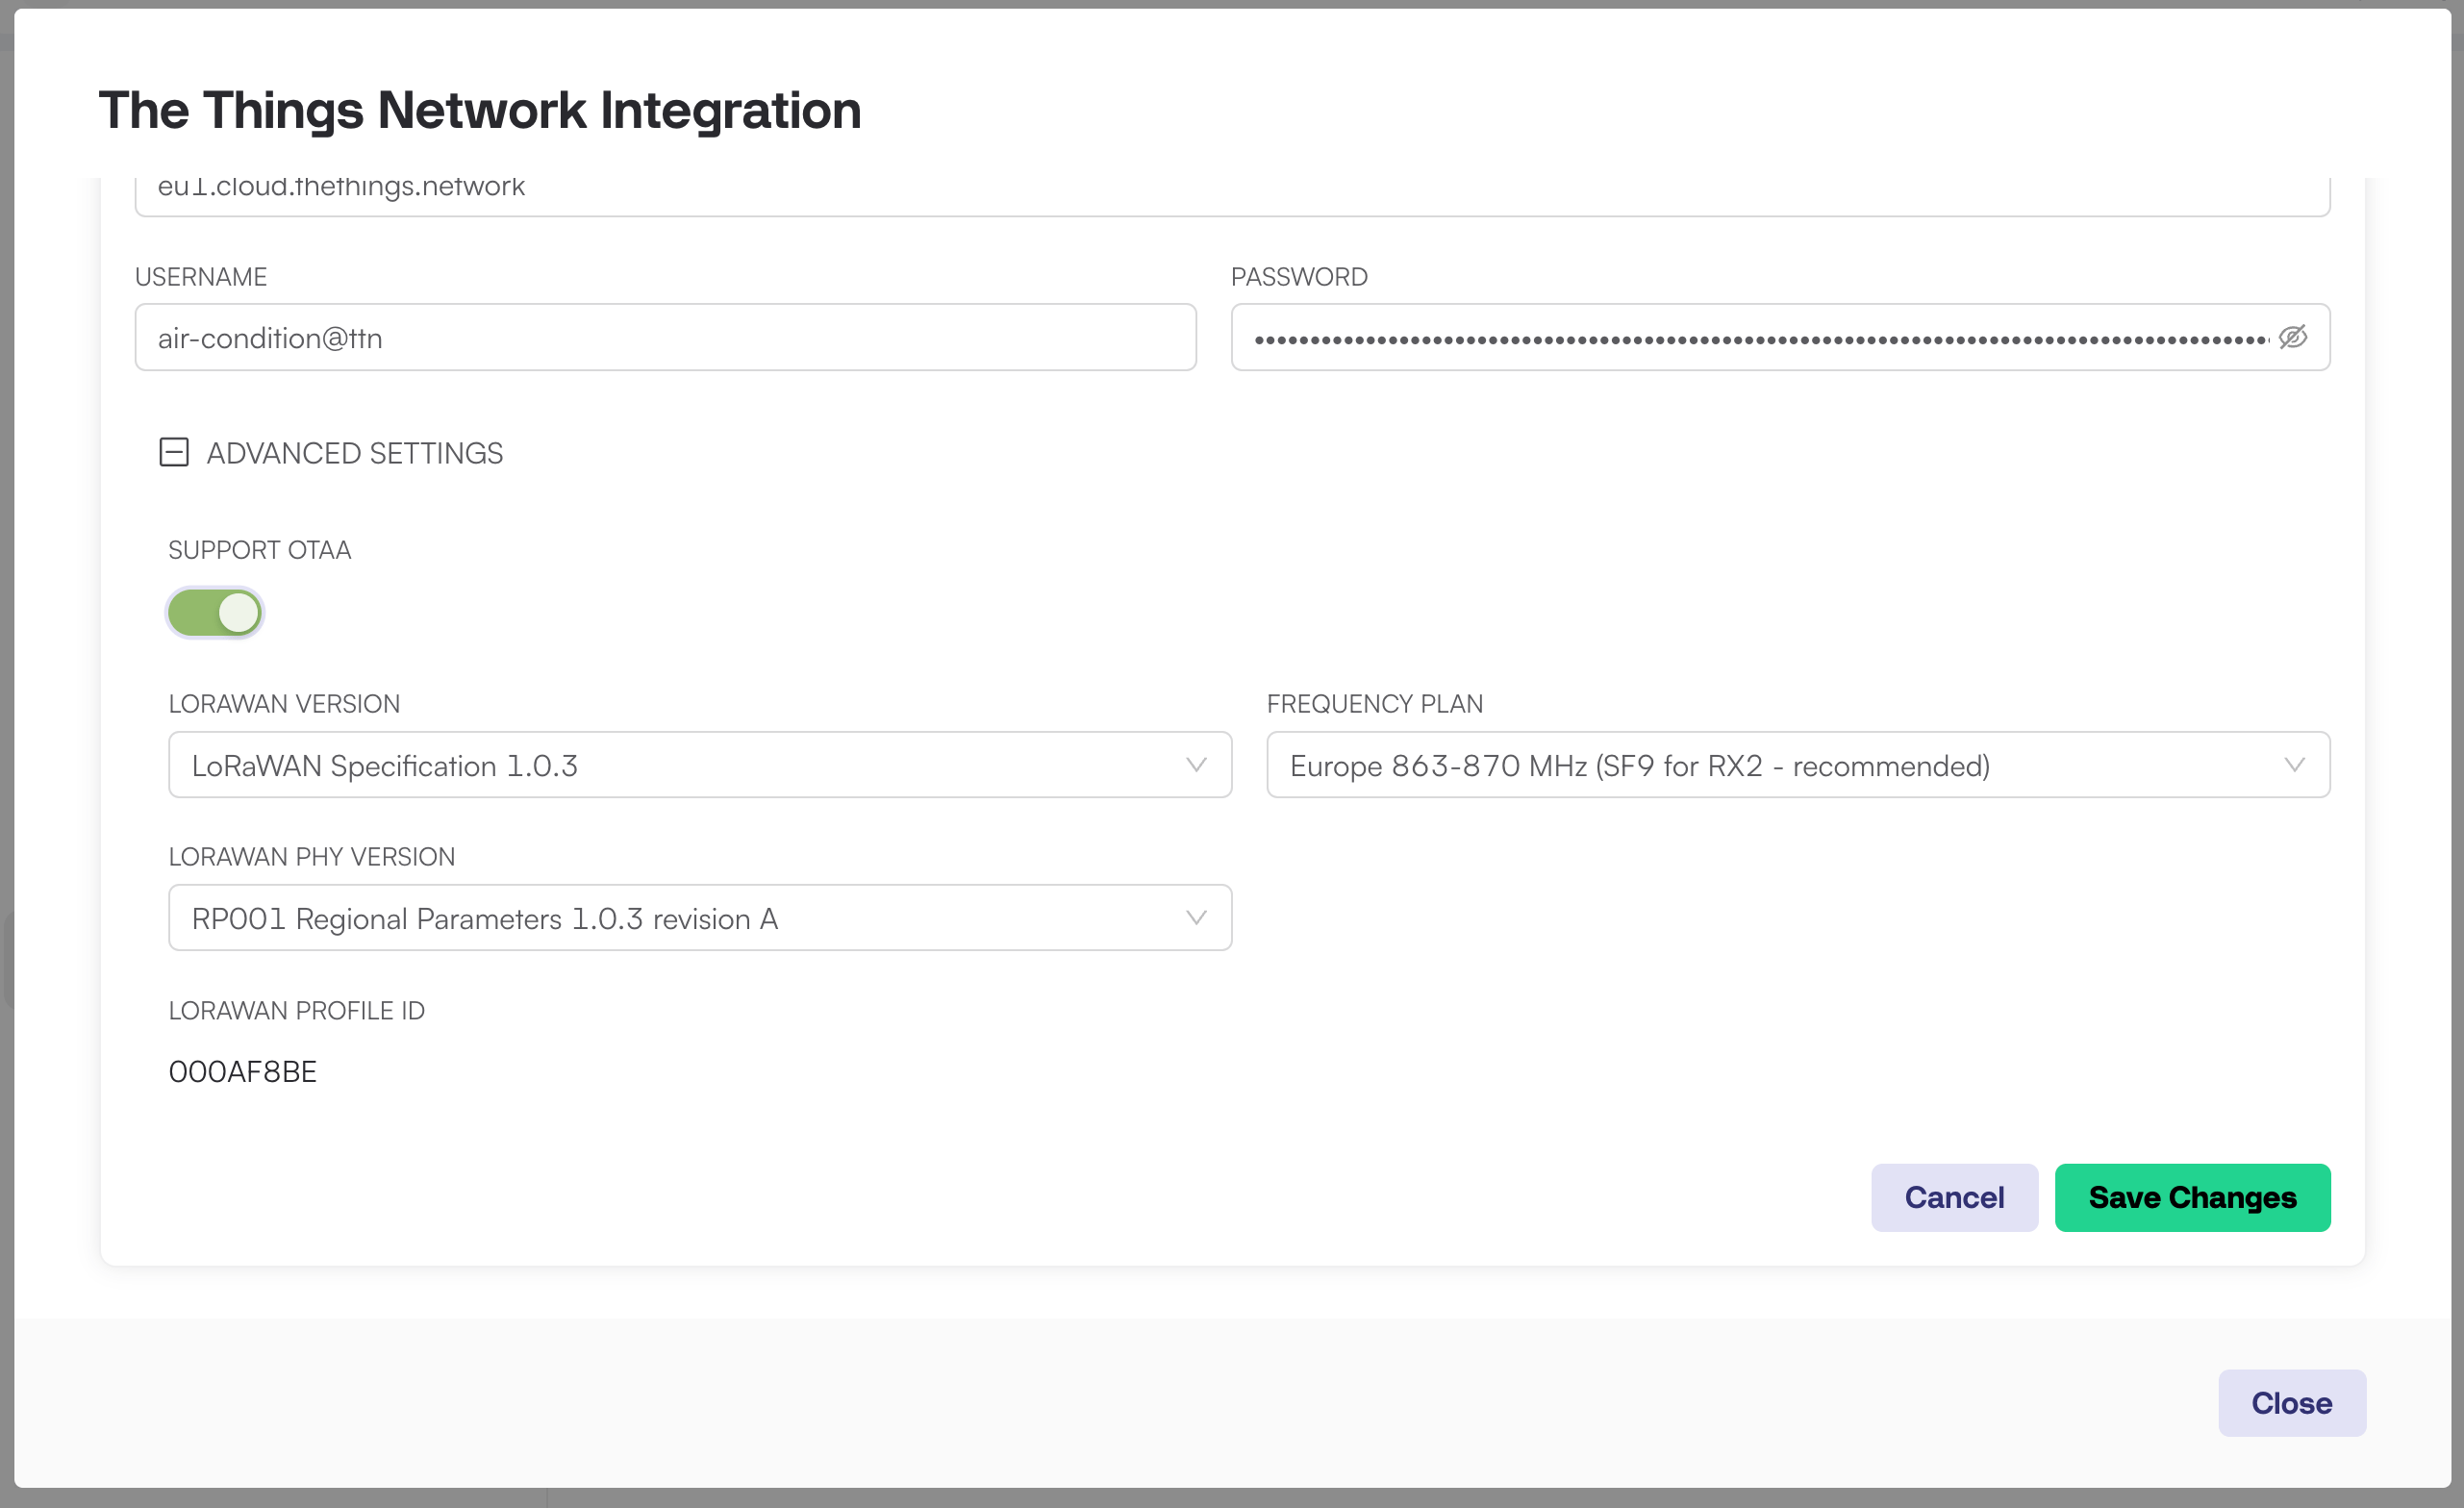 The Things Network Integration
eu1.cloud.thethings.network
USERNAME
PASSWORD
air-condition@ttn
ADVANCED SETTINGS
SUPPORT OTAA
LORAWAN VERSION
FREQUENCY PLAN
LoRaWAN Specification 1.0.3
Europe 863-870 MHz (SF9 for RX2 - recommended)
LORAWAN PHY VERSION
RP001 Regional Parameters 1.0.3 revision A
LORAWAN PROFILE ID
000AF8BE
Cancel
Save Changes
Close